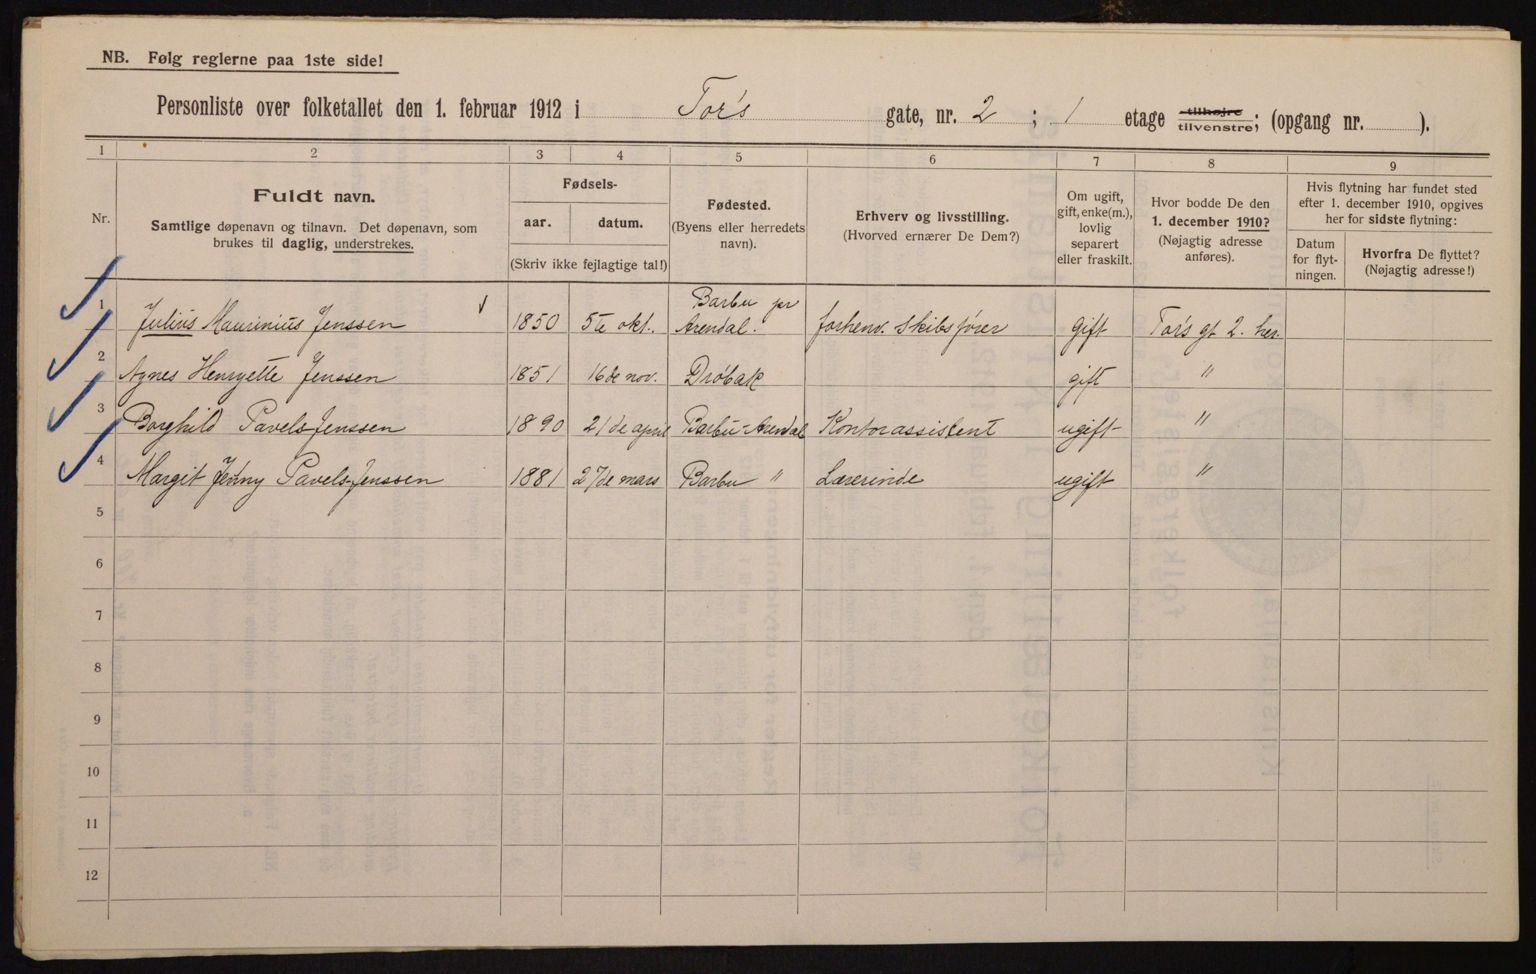 NB. Følg reglerne paa 1ste side!
Personliste over folketallet den 1. februar 1912 i Tor's gate, nr. 2 ; 1 etage tilhøjre tilvenstre; (opgang nr. ).
1 2 3 4 5 6 7 8 9
Nr.
Fuldt navn.
Samtlige døpenavn og tilnavn. Det døpenavn, som
brukes til daglig, understrekes.
Fødsels-
aar. datum.
(Skriv ikke fejlagtige tal!)
Fødested.
(Byens eller herredets
navn).
Erhverv og livsstilling.
(Hvorved ernærer De Dem?)
Om ugift,
gift, enke(m.),
lovlig
separert
eller fraskilt.
Hvor bodde De den
1. december 1910?
(Nøjagtig adresse
anføres).
Hvis flytning har fundet sted
efter 1. december 1910, opgives
her for sidste flytning:
Datum
for flyt-
ningen.
Hvorfra De flyttet?
(Nøjagtig adresse!)
1 Julius Maurinius Jenssen 1850 5te okt. Barbu pr Arendal. forhenv. Skibsfører gift Tor's gt 2. her.
2 Agnes Henryette Jenssen 1851 16de nov. Drøbak gift "
3 Borghild Pavels Jenssen 1890 21de april Barbu-Arendal Kontorassistent ugift "
4 Margit Jenny Pavels Jenssen 1881 27de mars Barbu " Lærerinde ugift "
5
6
7
8
9
10
11
12